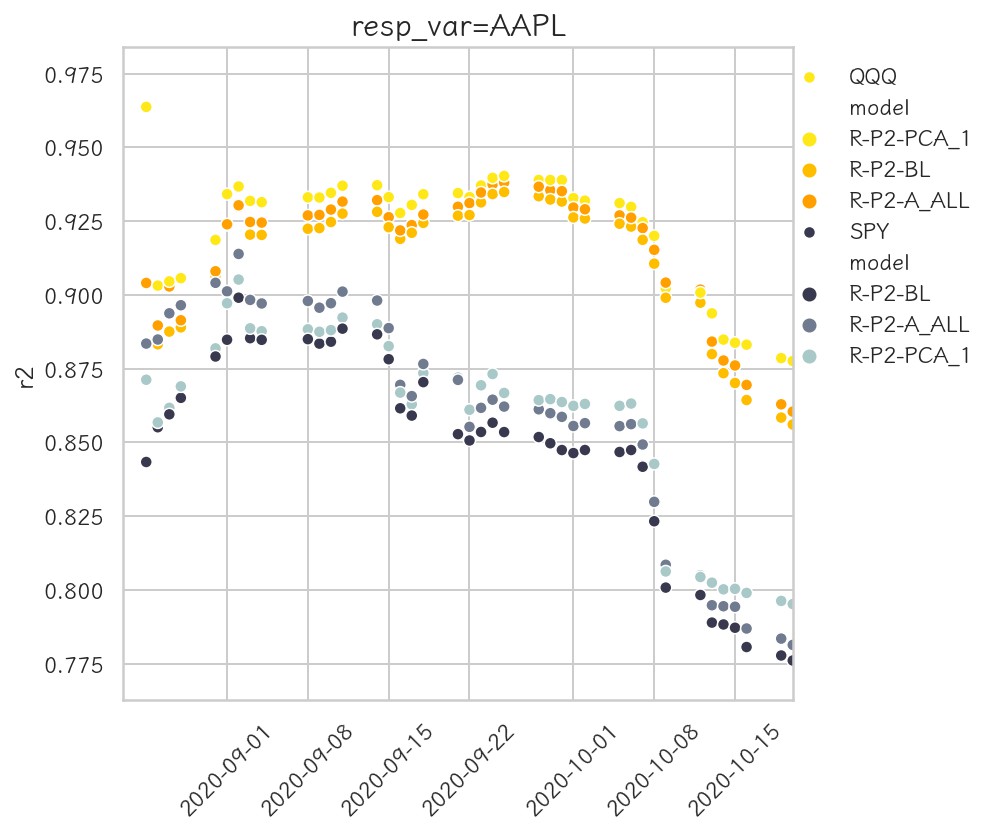 resp_var=AAPL
0.975
0.950
0.925
0.900
0.875
0.850
0.825
0.800
0.775
r2
2020-09-01
2020-09-08
2020-09-15
2020-09-22
2020-10-01
2020-10-08
2020-10-15
QQQ
model
R-P2-PCA_1
R-P2-BL
R-P2-A_ALL
SPY
model
R-P2-BL
R-P2-A_ALL
R-P2-PCA_1